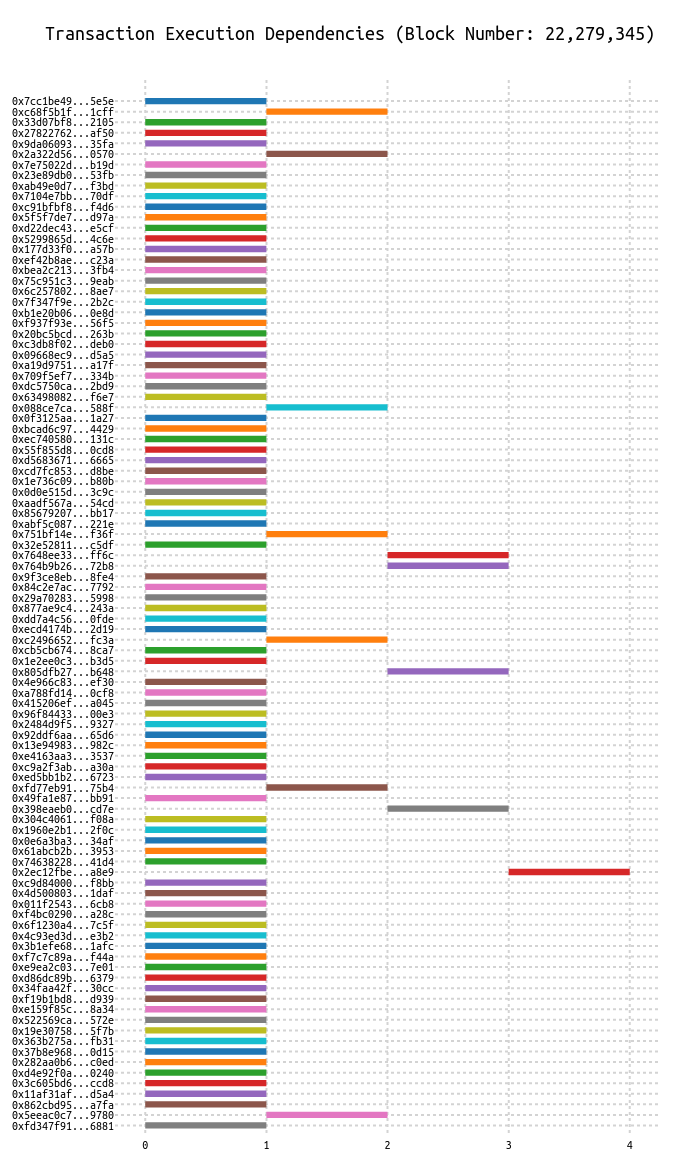 Transaction Execution Dependencies (Block Number: 22,279,345)
0x7cc1be49...5e5e
0xc68f5b1f...1cff
0x33d07bf8...2105
0x27822762...af50
0x9da06093...35fa
0x2a322d56...0570
0x7e75022d...b19d
0x23e89db0...53fb
0xab49e0d7...f3bd
0x7104e7bb...70df
0xc91bfbf8...f4d6
0x5f5f7de7...d97a
0xd22dec43...e5cf
0x5299865d...4c6e
0x177d33f0...a57b
0xef42b8ae...c23a
0xbea2c213...3fb4
0x75c951c3...9eab
0x6c257802...8ae7
0x7f347f9e...2b2c
0xb1e20b06...0e8d
0xf937f93e...56f5
0x20bc5bcd...263b
0xc3db8f02...deb0
0x09668ec9...d5a5
0xa19d9751...a17f
0x709f5ef7...334b
0xdc5750ca...2bd9
0x63498082...f6e7
0x088ce7ca...588f
0x0f3125aa...1a27
0xbcad6c97...4429
0xec740580...131c
0x55f855d8...0cd8
0xd5683671...6665
0xcd7fc853...d8be
0x1e736c09...b80b
0x0d0e515d...3c9c
0xaadf567a...54cd
0x85679207...bb17
0xabf5c087...221e
0x751bf14e...f36f
0x32e52811...c5df
0x7648ee33...ff6c
0x764b9b26...72b8
0x9f3ce8eb...8fe4
0x84c2e7ac...7792
0x29a70283...5998
0x877ae9c4...243a
0xdd7a4c56...0fde
0xecd4174b...2d19
0xc2496652...fc3a
0xcb5cb674...8ca7
0x1e2ee0c3...b3d5
0x805dfb27...b648
0x4e966c83...ef30
0xa788fd14...0cf8
0x415206ef...a045
0x96f84433...00e3
0x2484d9f5...9327
0x92ddf6aa...65d6
0x13e94983...982c
0xe4163aa3...3537
0xc9a2f3ab...a30a
0xed5bb1b2...6723
0xfd77eb91...75b4
0x49fa1e87...bb91
0x398eaeb0...cd7e
0x304c4061...f08a
0x1960e2b1...2f0c
0x0e6a3ba3...34af
0x61abcb2b...3953
0x74638228...41d4
0x2ec12fbe...a8e9
0xc9d84000...f8bb
0x4d500803...1daf
0x011f2543...6cb8
0xf4bc0290...a28c
0x6f1230a4...7c5f
0x4c93ed3d...e3b2
0x3b1efe68...1afc
0xf7c7c89a...f44a
0xe9ea2c03...7e01
0xd86dc89b...6379
0x34faa42f...30cc
0xf19b1bd8...d939
0xe159f85c...8a34
0x522569ca...572e
0x19e30758...5f7b
0x363b275a...fb31
0x37b8e968...0d15
0x282aa0b6...c0ed
0xd4e92f0a...0240
0x3c605bd6...ccd8
0x11af31af...d5a4
0x862cbd95...a7fa
0x5eeac0c7...9780
0xfd347f91...6881
0 1 2 3 4